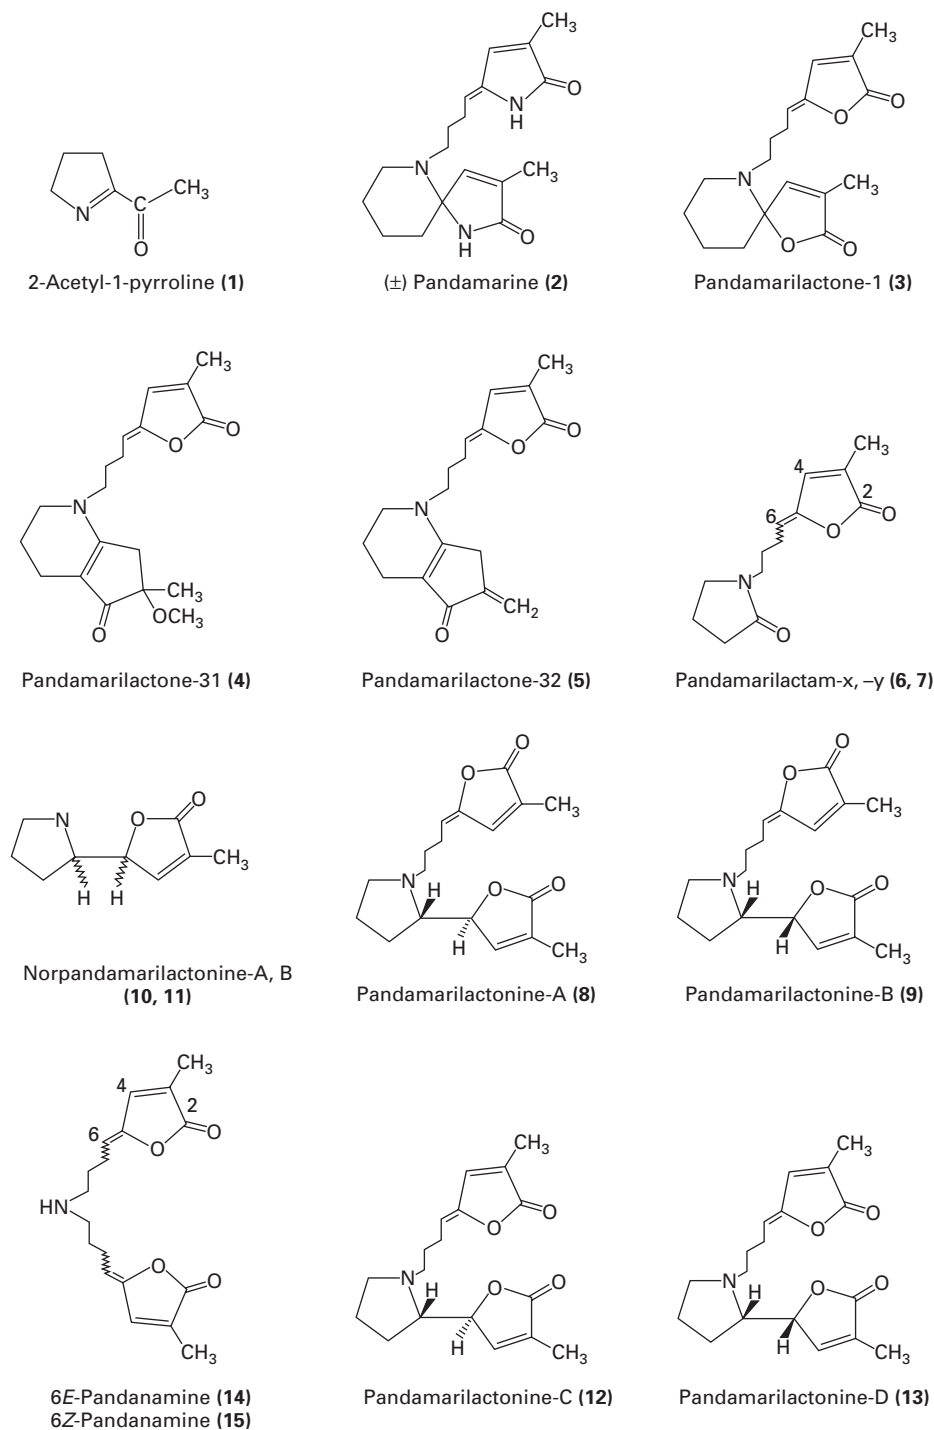 CH₃
N
H
O
N
N
H
O
CH₃
N
C
CH₃
O
2-Acetyl-1-pyrroline (1)
(±) Pandamarine (2)
CH₃
O
O
N
CH₃
O
O
Pandamarilactone-1 (3)
CH₃
O
O
N
CH₃
OCH₃
O
Pandamarilactone-31 (4)
CH₃
O
O
N
CH₂
O
Pandamarilactone-32 (5)
CH₃
4
2
6
O
O
N
O
Pandamarilactam-x, –y (6, 7)
N
O
O
CH₃
H
H
Norpandamarilactonine-A, B
(10, 11)
O
O
CH₃
N
H
O
O
H
CH₃
Pandamarilactonine-A (8)
O
O
CH₃
N
H
O
O
H
CH₃
Pandamarilactonine-B (9)
CH₃
4
2
6
O
O
HN
O
O
CH₃
6E-Pandanamine (14)
6Z-Pandanamine (15)
CH₃
O
O
N
H
O
O
H
CH₃
Pandamarilactonine-C (12)
CH₃
O
O
N
H
O
O
H
CH₃
Pandamarilactonine-D (13)